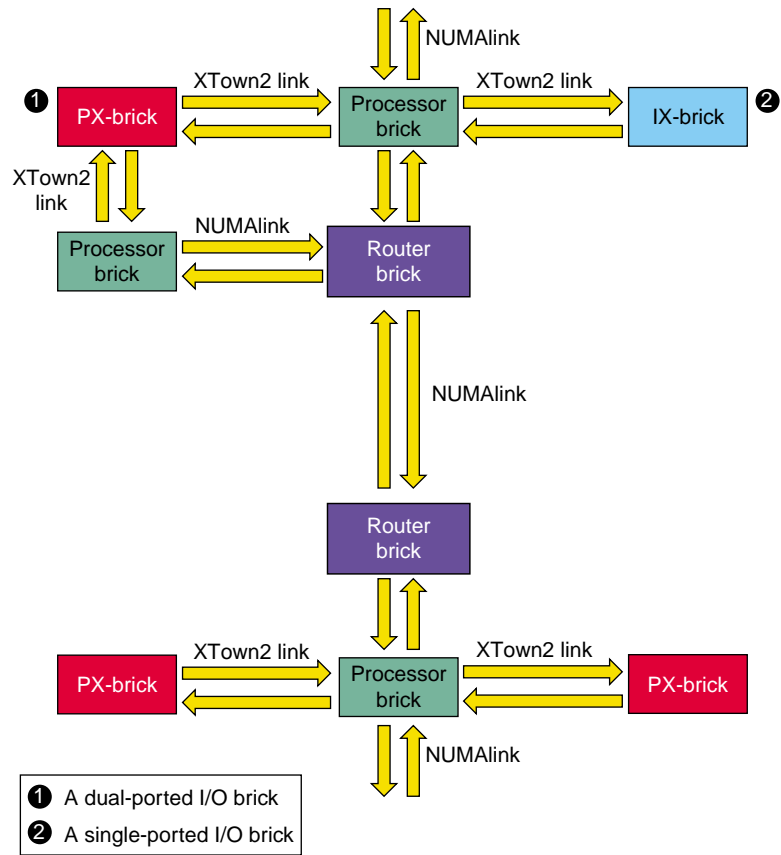 NUMAlink
XTown2 link
XTown2 link
❶
PX-brick
Processor
brick
IX-brick
❷
XTown2
link
NUMAlink
Processor
brick
Router
brick
NUMAlink
Router
brick
XTown2 link
XTown2 link
PX-brick
Processor
brick
PX-brick
NUMAlink
❶ A dual-ported I/O brick
❷ A single-ported I/O brick